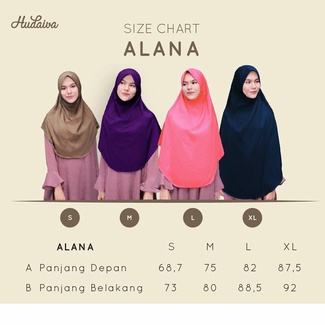 Hudaiva
SIZE CHART
ALANA
S M L XL
ALANA S M L XL
A Panjang Depan 68,7 75 82 87,5
B Panjang Belakang 73 80 88,5 92